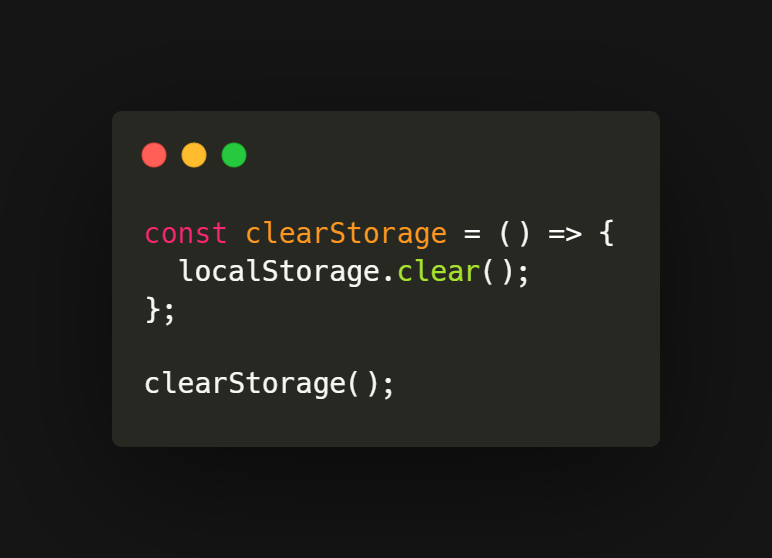 const clearStorage = () => {
  localStorage.clear();
};

clearStorage();